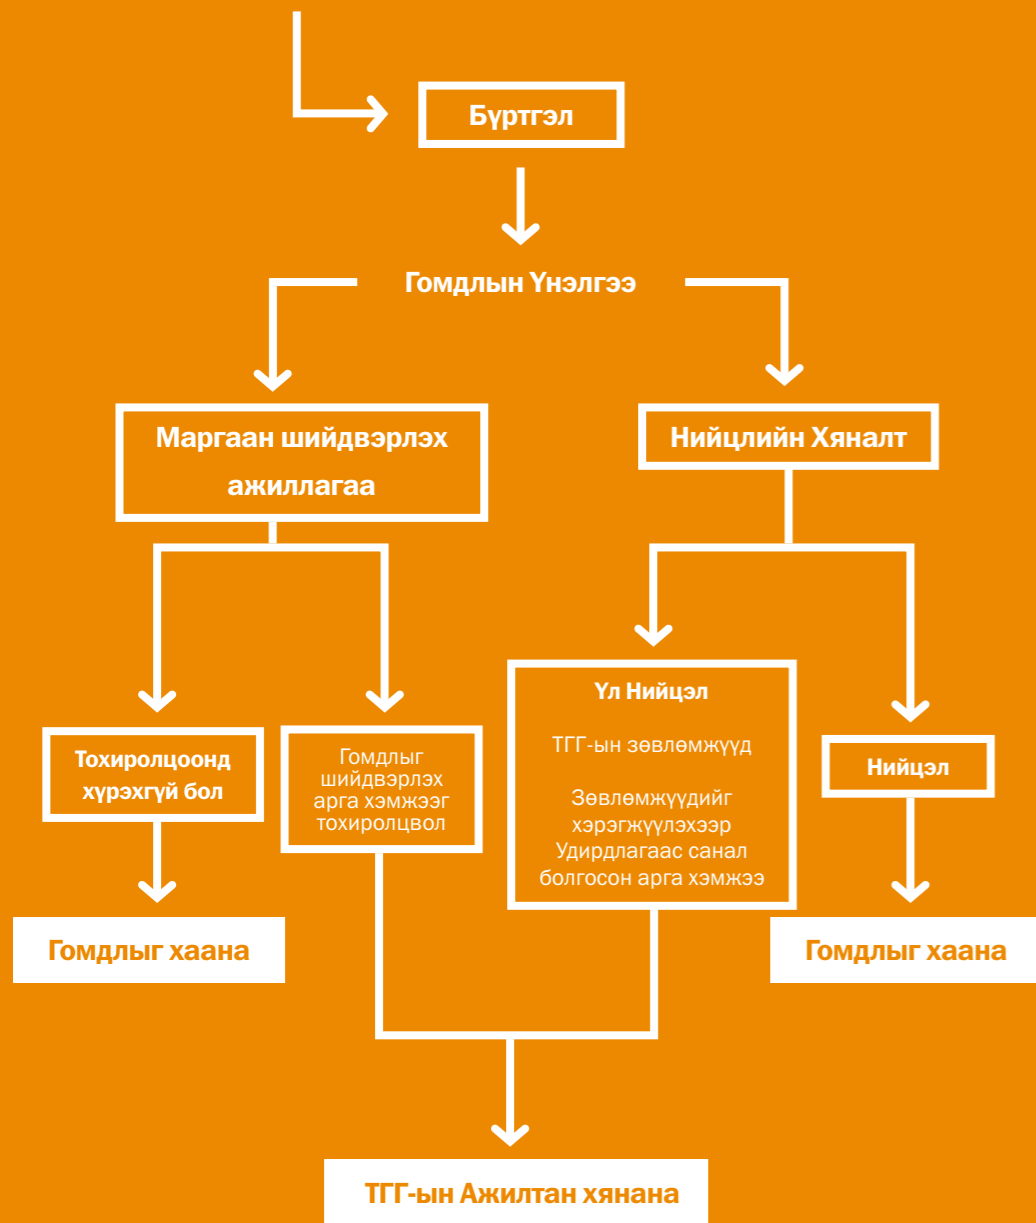 Бүртгэл
Гомдлын Үнэлгээ
Маргаан шийдвэрлэх
ажиллагаа
Нийцлийн Хяналт
Тохиролцоонд
хүрэхгүй бол
Гомдлыг
шийдвэрлэх
арга хэмжээг
тохиролцвол
Үл Нийцэл
ТГГ-ын зөвлөмжүүд
Зөвлөмжүүдийг
хэрэгжүүлэхээр
Удирдлагаас санал
болгосон арга хэмжээ
Нийцэл
Гомдлыг хаана
Гомдлыг хаана
ТГГ-ын Ажилтан хянана